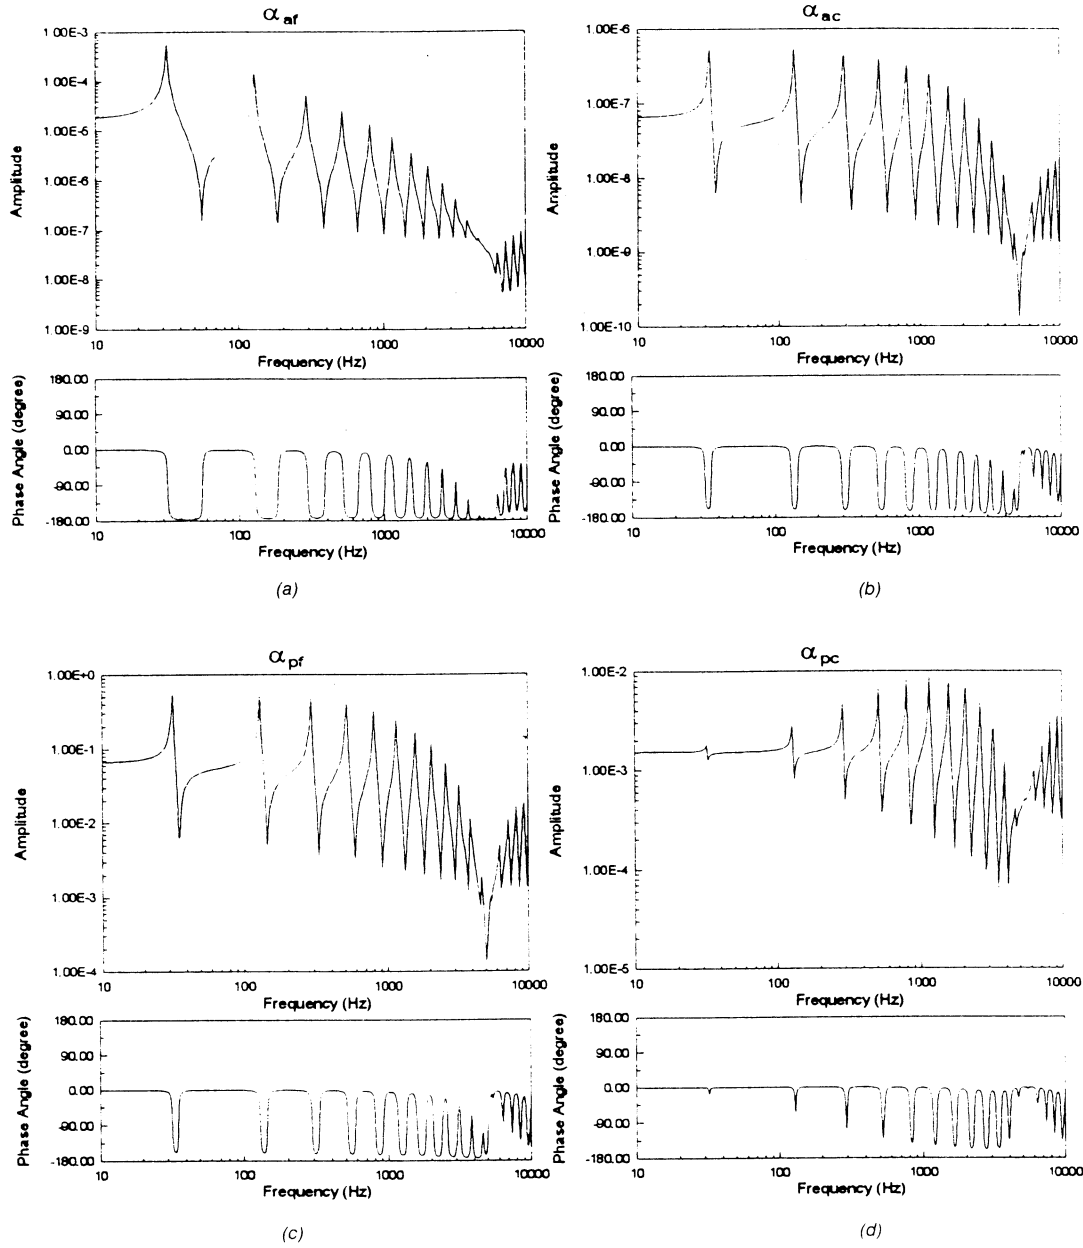 α af
1.00E-3
1.00E-4
1.00E-5
1.00E-6
1.00E-7
1.00E-8
1.00E-9
Amplitude
10 100 1000 10000
Frequency (Hz)
180.00
90.00
0.00
-90.00
-180.00
Phase Angle (degree)
10 100 1000 10000
Frequency (Hz)
(a)
α ac
1.00E-6
1.00E-7
1.00E-8
1.00E-9
1.00E-10
Amplitude
10 100 1000 10000
Frequency (Hz)
180.00
90.00
0.00
-90.00
-180.00
Phase Angle (degree)
10 100 1000 10000
Frequency (Hz)
(b)
α pf
1.00E+0
1.00E-1
1.00E-2
1.00E-3
1.00E-4
Amplitude
10 100 1000 10000
Frequency (Hz)
180.00
90.00
0.00
-90.00
-180.00
Phase Angle (degree)
10 100 1000 10000
Frequency (Hz)
(c)
α pc
1.00E-2
1.00E-3
1.00E-4
1.00E-5
Amplitude
10 100 1000 10000
Frequency (Hz)
180.00
90.00
0.00
-90.00
-180.00
Phase Angle (degree)
10 100 1000 10000
Frequency (Hz)
(d)